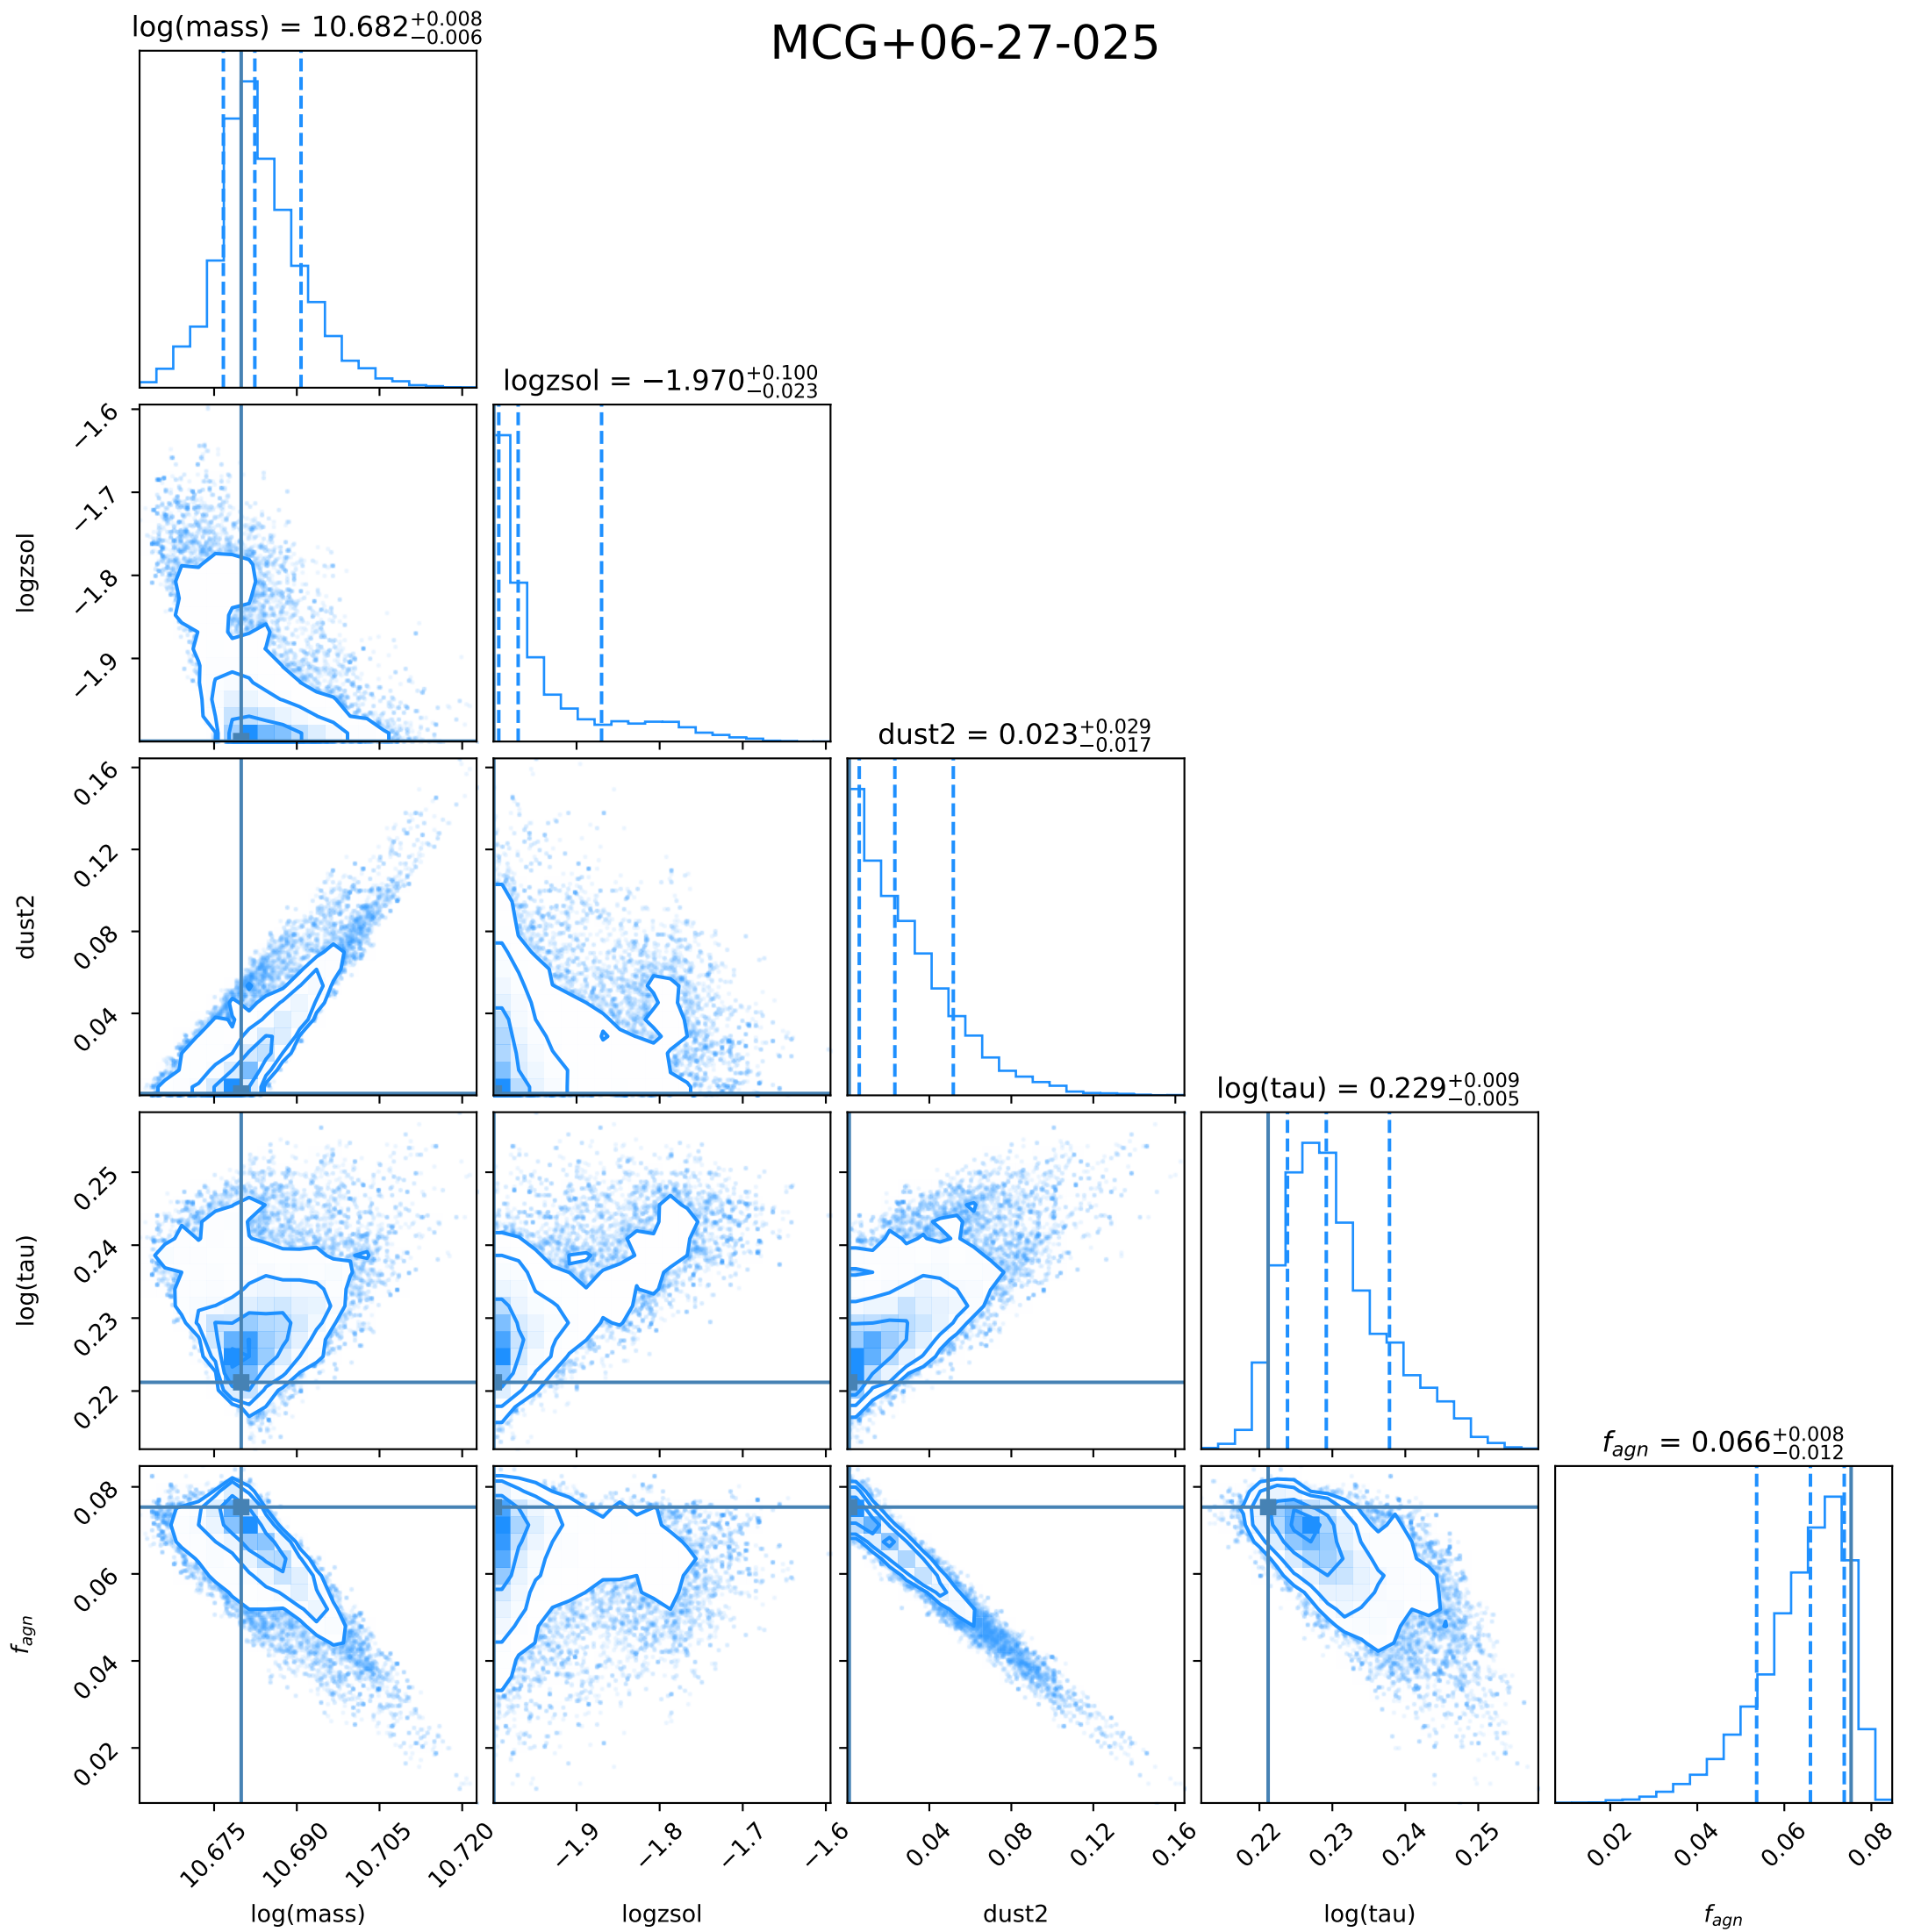 MCG+06-27-025
log(mass) = 10.682+0.008−0.006
logzsol = −1.970+0.100−0.023
dust2 = 0.023+0.029−0.017
log(tau) = 0.229+0.009−0.005
fagn = 0.066+0.008−0.012
−1.6
−1.7
−1.8
−1.9
logzsol
0.16
0.12
0.08
0.04
dust2
0.25
0.24
0.23
0.22
log(tau)
0.08
0.06
0.04
0.02
fagn
10.675 10.690 10.705 10.720 −1.9 −1.8 −1.7 −1.6 0.04 0.08 0.12 0.16 0.22 0.23 0.24 0.25 0.02 0.04 0.06 0.08
log(mass) logzsol dust2 log(tau) fagn